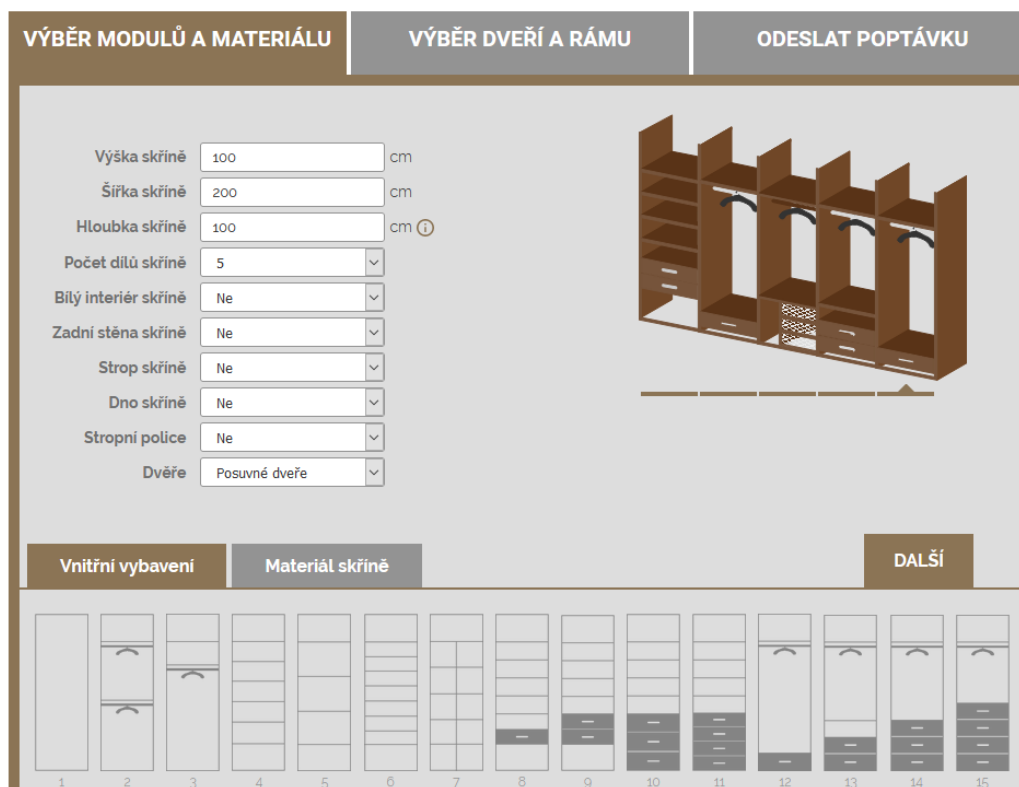 VÝBĚR MODULŮ A MATERIÁLU
VÝBĚR DVEŘÍ A RÁMU
ODESLAT POPTÁVKU
Výška skříně 100 cm
Šířka skříně 200 cm
Hloubka skříně 100 cm i
Počet dílů skříně 5
Bílý interiér skříně Ne
Zadní stěna skříně Ne
Strop skříně Ne
Dno skříně Ne
Stropní police Ne
Dvěře Posuvné dveře
Vnitřní vybavení
Materiál skříně
DALŠÍ
1 2 3 4 5 6 7 8 9 10 11 12 13 14 15